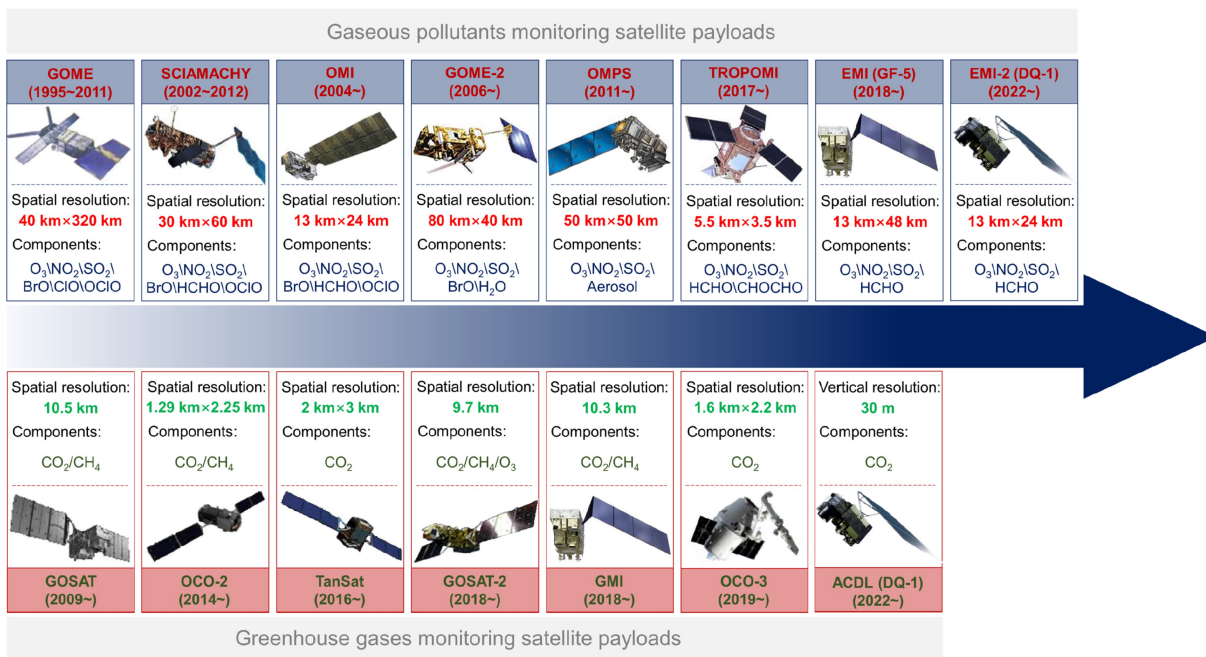 Gaseous pollutants monitoring satellite payloads
GOME
(1995~2011)
Spatial resolution:
40 km×320 km
Components:
O₃\NO₂\SO₂\
BrO\ClO\OClO
SCIAMACHY
(2002~2012)
Spatial resolution:
30 km×60 km
Components:
O₃\NO₂\SO₂\
BrO\HCHO\OClO
OMI
(2004~)
Spatial resolution:
13 km×24 km
Components:
O₃\NO₂\SO₂\
BrO\HCHO\OClO
GOME-2
(2006~)
Spatial resolution:
80 km×40 km
Components:
O₃\NO₂\SO₂\
BrO\H₂O
OMPS
(2011~)
Spatial resolution:
50 km×50 km
Components:
O₃\NO₂\SO₂\
Aerosol
TROPOMI
(2017~)
Spatial resolution:
5.5 km×3.5 km
Components:
O₃\NO₂\SO₂\
HCHO\CHOCHO
EMI (GF-5)
(2018~)
Spatial resolution:
13 km×48 km
Components:
O₃\NO₂\SO₂\
HCHO
EMI-2 (DQ-1)
(2022~)
Spatial resolution:
13 km×24 km
Components:
O₃\NO₂\SO₂\
HCHO
Spatial resolution:
10.5 km
Components:
CO₂/CH₄
GOSAT
(2009~)
Spatial resolution:
1.29 km×2.25 km
Components:
CO₂/CH₄
OCO-2
(2014~)
Spatial resolution:
2 km×3 km
Components:
CO₂
TanSat
(2016~)
Spatial resolution:
9.7 km
Components:
CO₂/CH₄/O₃
GOSAT-2
(2018~)
Spatial resolution:
10.3 km
Components:
CO₂/CH₄
GMI
(2018~)
Spatial resolution:
1.6 km×2.2 km
Components:
CO₂
OCO-3
(2019~)
Vertical resolution:
30 m
Components:
CO₂
ACDL (DQ-1)
(2022~)
Greenhouse gases monitoring satellite payloads